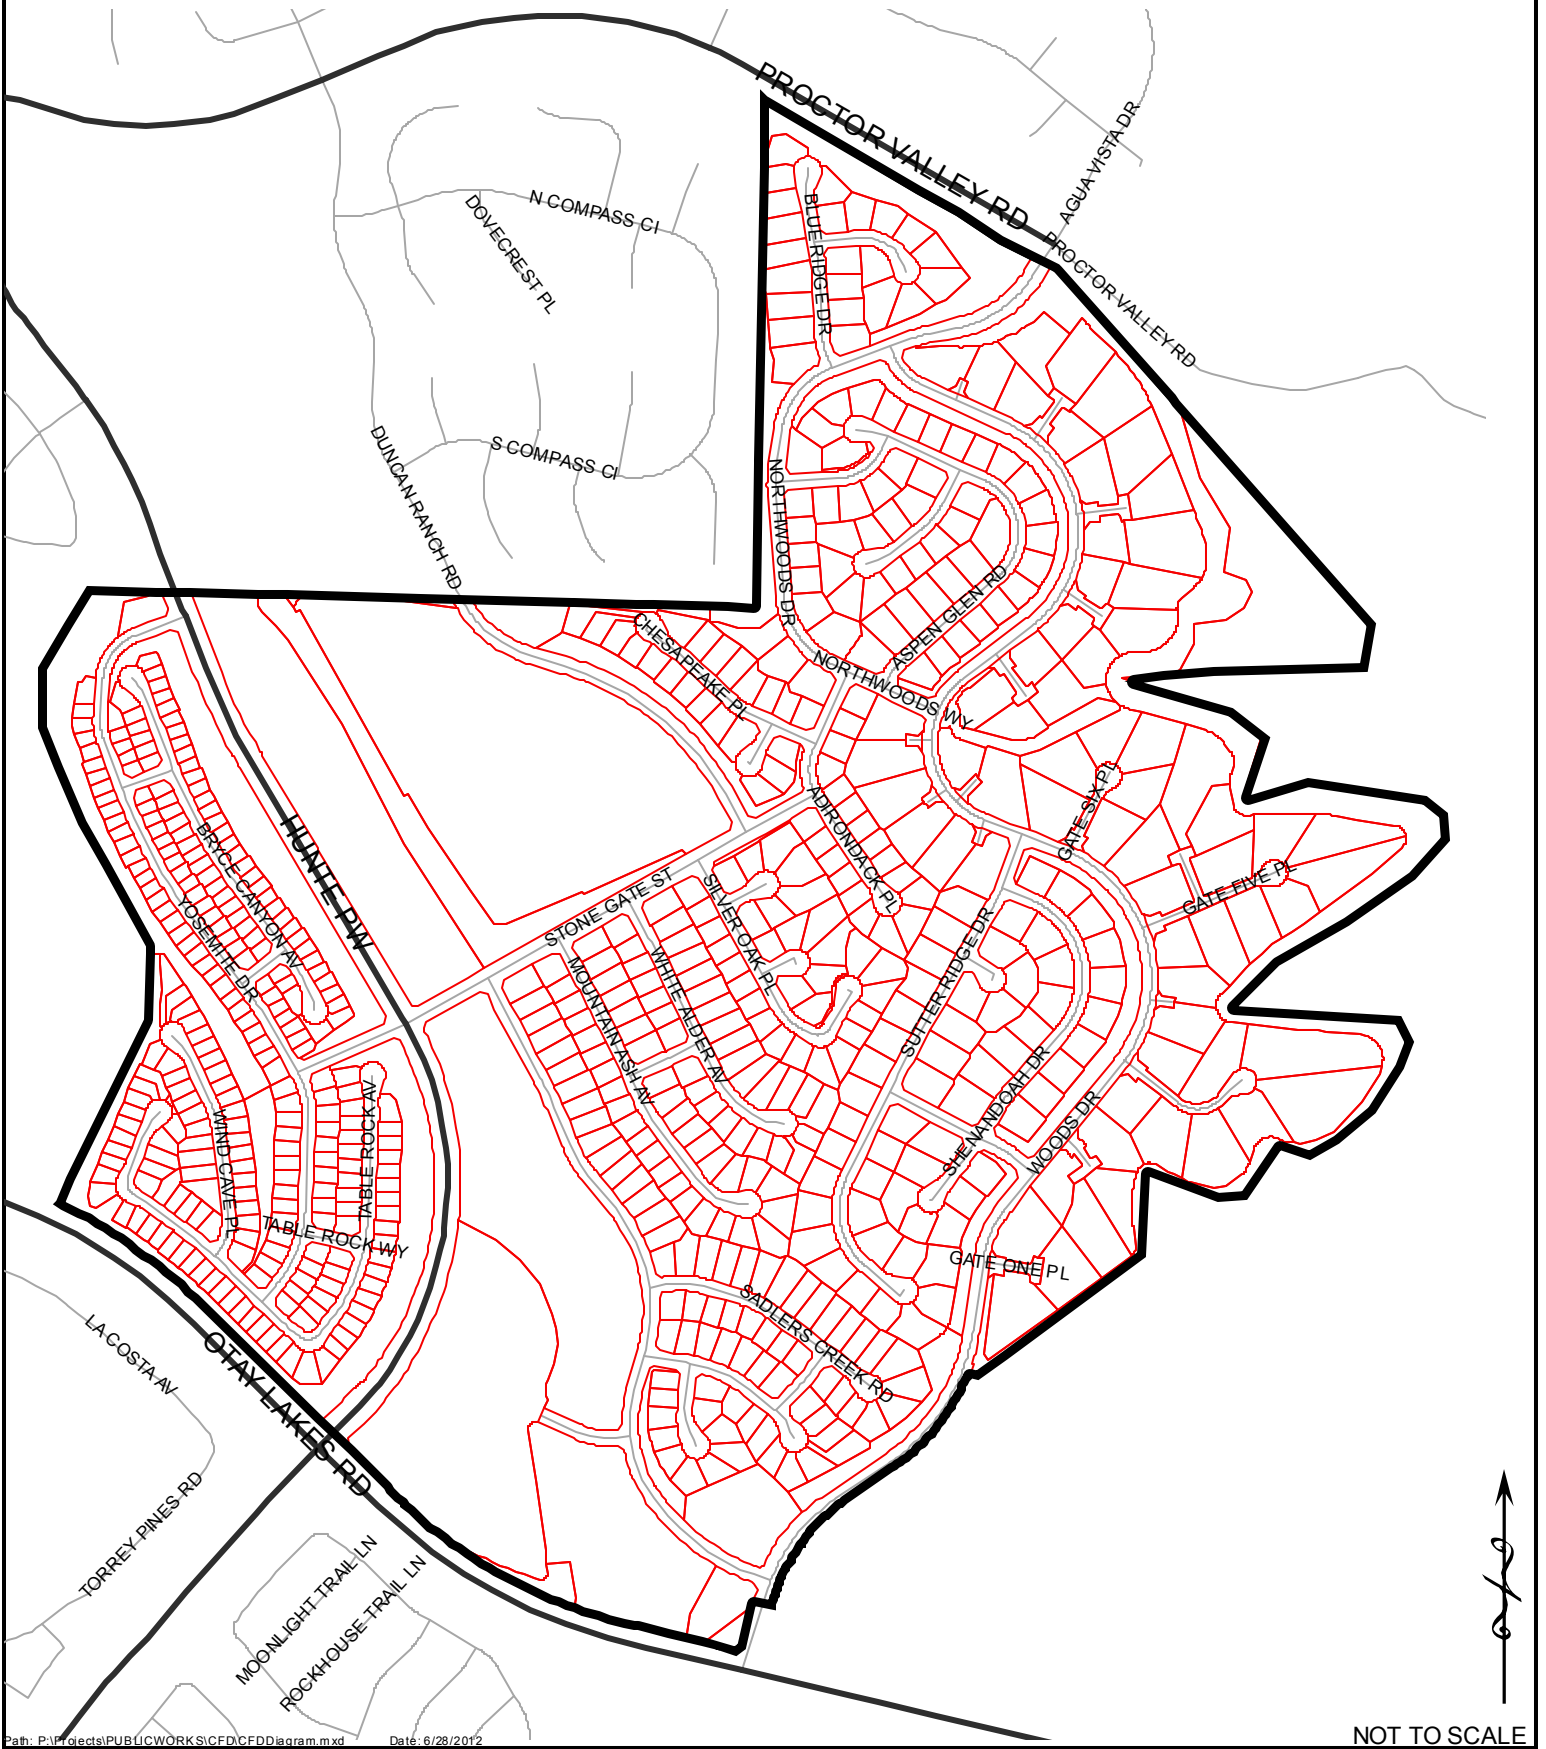 PROCTOR VALLEY RD
AGUA VISTA DR
PROCTOR VALLEY RD
N COMPASS CI
DOVECREST PL
BLUERIDGE DR
S COMPASS CI
DUNCAN RANCH RD
NORTHWOODS DR
ASPEN GLEN RD
CHESAPEAKE PL
NORTHWOODS WY
GATE SIX PL
ADIRONDACK PL
HUNTE PW
BRYCE CANYON AV
YOSEMITE DR
STONE GATE ST
SILVER OAK PL
GATE FIVE PL
WHITE ALDER AV
MOUNTAIN ASH AV
SUTTER RIDGE DR
SHENANDOAH DR
WOODS DR
WIND CAVE PL
TABLE ROCK AV
TABLE ROCK WY
GATE ONE PL
SADLERS CREEK RD
LA COSTA AV
OTAY LAKES RD
TORREY PINES RD
MOONLIGHT TRAIL LN
ROCKHOUSE TRAIL LN
NOT TO SCALE
Path: P:\Projects\PUBLICWORKS\CFD\CFDDiagram.mxd Date: 6/28/2012